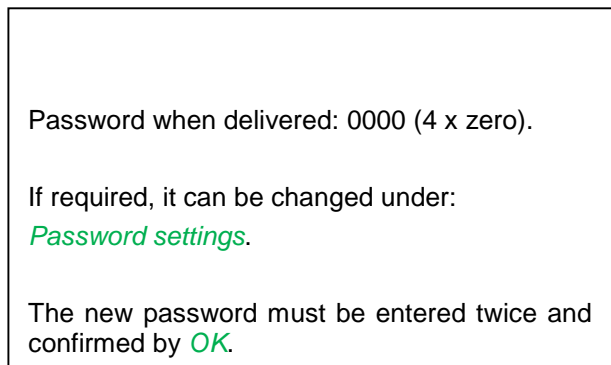 Password when delivered: 0000 (4 x zero).
If required, it can be changed under:
Password settings.
The new password must be entered twice and
confirmed by OK.